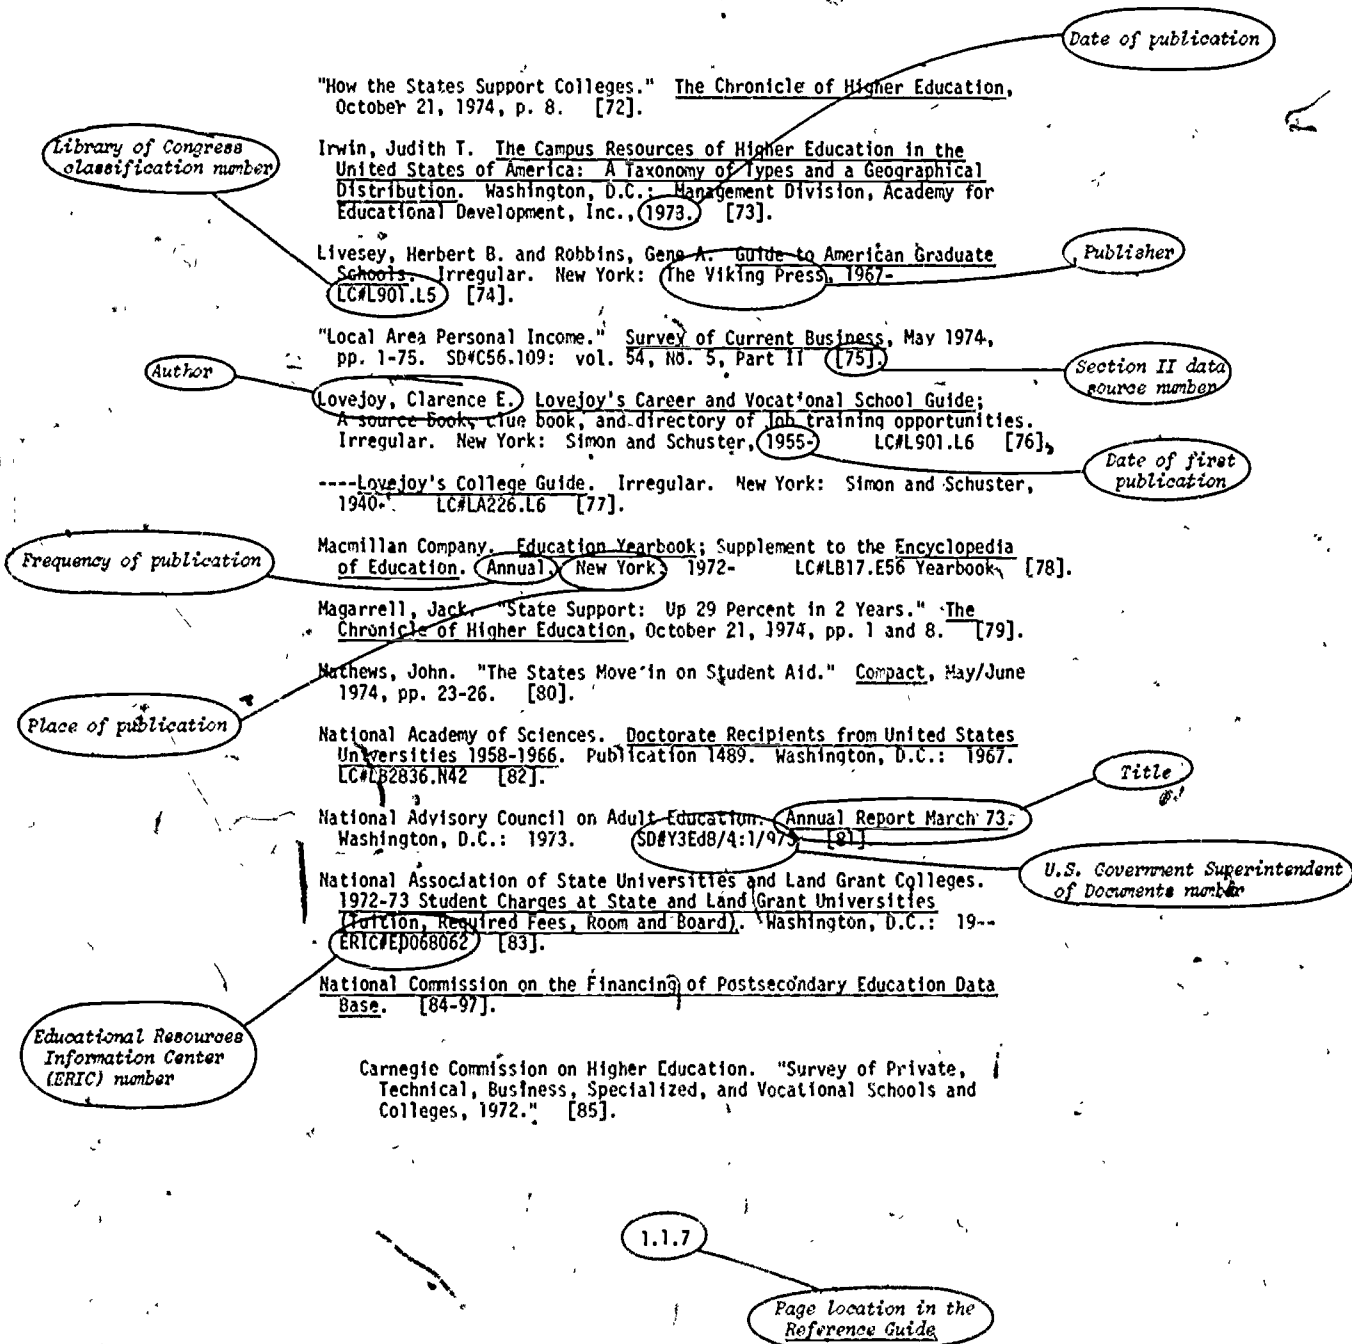 Date of publication
"How the States Support Colleges." The Chronicle of Higher Education,
October 21, 1974, p. 8. [72].
Library of Congress
classification number
Irwin, Judith T. The Campus Resources of Higher Education in the
United States of America: A Taxonomy of Types and a Geographical
Distribution. Washington, D.C.: Management Division, Academy for
Educational Development, Inc., 1973. [73].
Livesey, Herbert B. and Robbins, Gene A. Guide to American Graduate
Schools. Irregular. New York: The Viking Press, 1967-
LC#L901.L5 [74].
Publisher
"Local Area Personal Income." Survey of Current Business, May 1974,
pp. 1-75. SD#C56.109: vol. 54, No. 5, Part II [75].
Section II data
source number
Author
Lovejoy, Clarence E. Lovejoy's Career and Vocational School Guide;
A source book, clue book, and directory of job training opportunities.
Irregular. New York: Simon and Schuster, 1955- LC#L901.L6 [76].
Date of first
publication
----Lovejoy's College Guide. Irregular. New York: Simon and Schuster,
1940- LC#LA226.L6 [77].
Frequency of publication
Macmillan Company. Education Yearbook; Supplement to the Encyclopedia
of Education. Annual. New York: 1972- LC#LB17.E56 Yearbook [78].
Magarrell, Jack. "State Support: Up 29 Percent in 2 Years." The
Chronicle of Higher Education, October 21, 1974, pp. 1 and 8. [79].
Mathews, John. "The States Move in on Student Aid." Compact, May/June
1974, pp. 23-26. [80].
Place of publication
National Academy of Sciences. Doctorate Recipients from United States
Universities 1958-1966. Publication 1489. Washington, D.C.: 1967.
LC#LB2836.N42 [82].
Title
National Advisory Council on Adult Education. Annual Report March 73.
Washington, D.C.: 1973. SD#Y3Ed8/4:1/973 [81].
U.S. Government Superintendent
of Documents number
National Association of State Universities and Land Grant Colleges.
1972-73 Student Charges at State and Land Grant Universities
(Tuition, Required Fees, Room and Board). Washington, D.C.: 19--
ERIC#ED068062 [83].
National Commission on the Financing of Postsecondary Education Data
Base. [84-97].
Educational Resources
Information Center
(ERIC) number
Carnegie Commission on Higher Education. "Survey of Private,
Technical, Business, Specialized, and Vocational Schools and
Colleges, 1972." [85].
1.1.7
Page location in the
Reference Guide